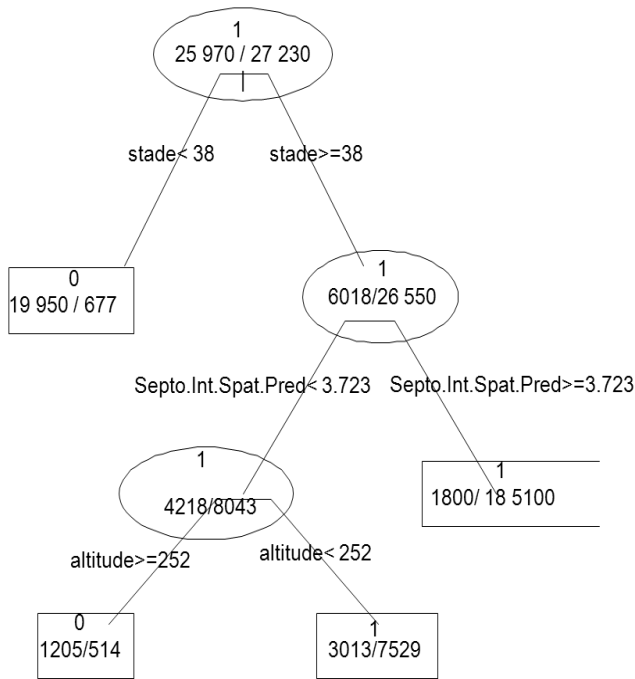 1
25 970 / 27 230
stade< 38
stade>=38
0
19 950 / 677
1
6018/26 550
Septo.Int.Spat.Pred< 3.723
Septo.Int.Spat.Pred>=3.723
1
4218/8043
1
1800/ 18 5100
altitude>=252
altitude< 252
0
1205/514
1
3013/7529